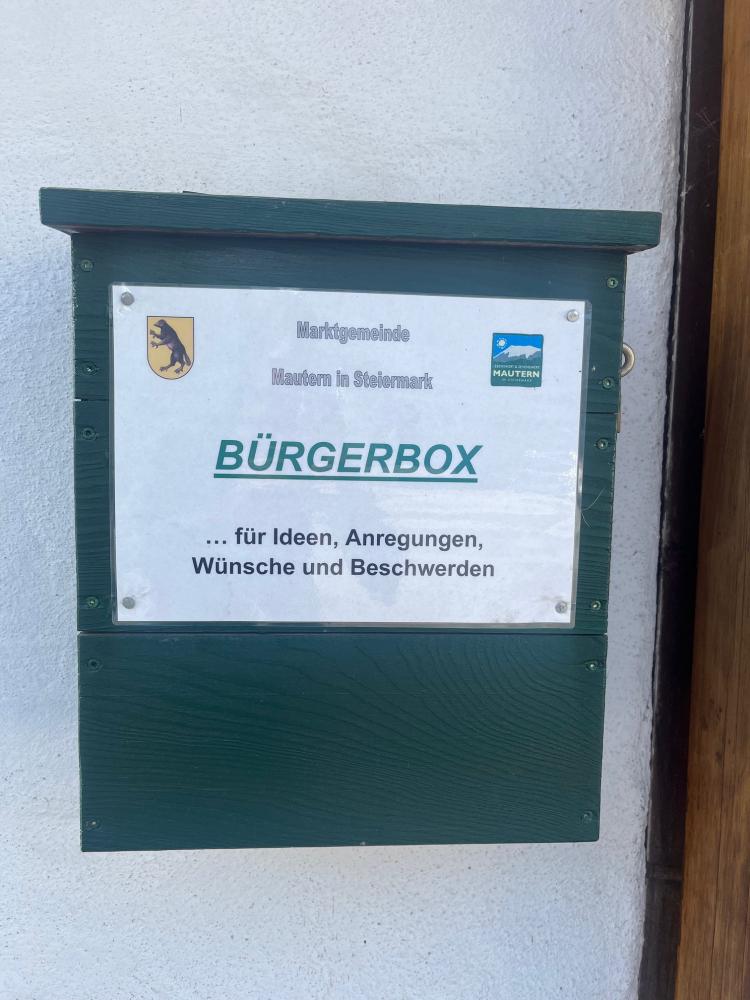 Marktgemeinde
Mautern in Steiermark
MAUTERN
BÜRGERBOX
... für Ideen, Anregungen,
Wünsche und Beschwerden